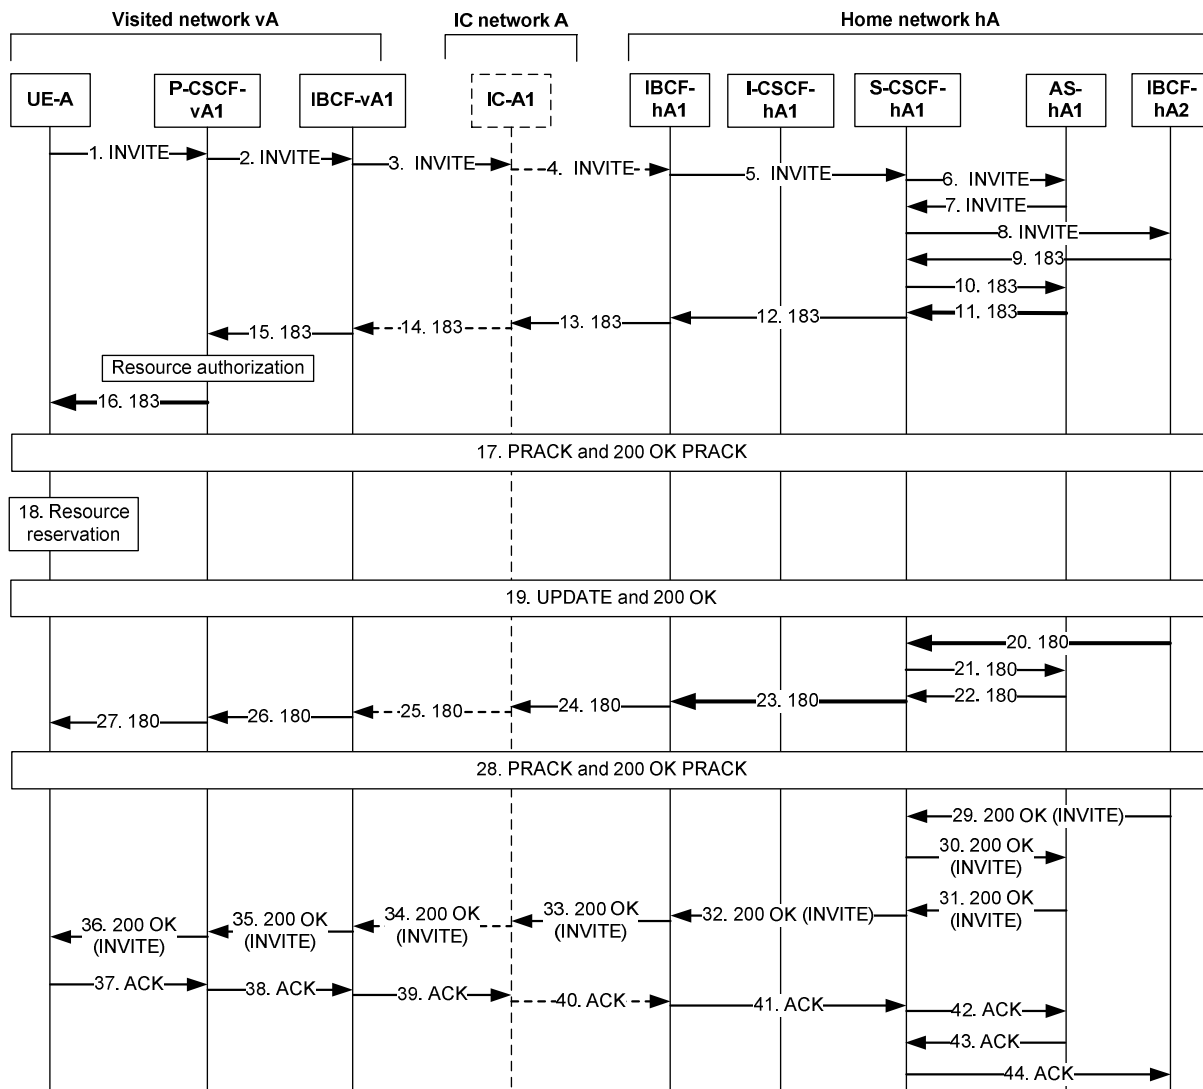 Visited network vA
IC network A
Home network hA
UE-A
P-CSCF-
vA1
IBCF-vA1
IC-A1
IBCF-
hA1
I-CSCF-
hA1
S-CSCF-
hA1
AS-
hA1
IBCF-
hA2
1. INVITE
2. INVITE
3. INVITE
4. INVITE
5. INVITE
6. INVITE
7. INVITE
8. INVITE
9. 183
10. 183
11. 183
12. 183
13. 183
14. 183
15. 183
Resource authorization
16. 183
17. PRACK and 200 OK PRACK
18. Resource
reservation
19. UPDATE and 200 OK
20. 180
21. 180
22. 180
23. 180
24. 180
25. 180
26. 180
27. 180
28. PRACK and 200 OK PRACK
29. 200 OK (INVITE)
30. 200 OK
(INVITE)
31. 200 OK
(INVITE)
32. 200 OK (INVITE)
33. 200 OK
(INVITE)
34. 200 OK
(INVITE)
35. 200 OK
(INVITE)
36. 200 OK
(INVITE)
37. ACK
38. ACK
39. ACK
40. ACK
41. ACK
42. ACK
43. ACK
44. ACK